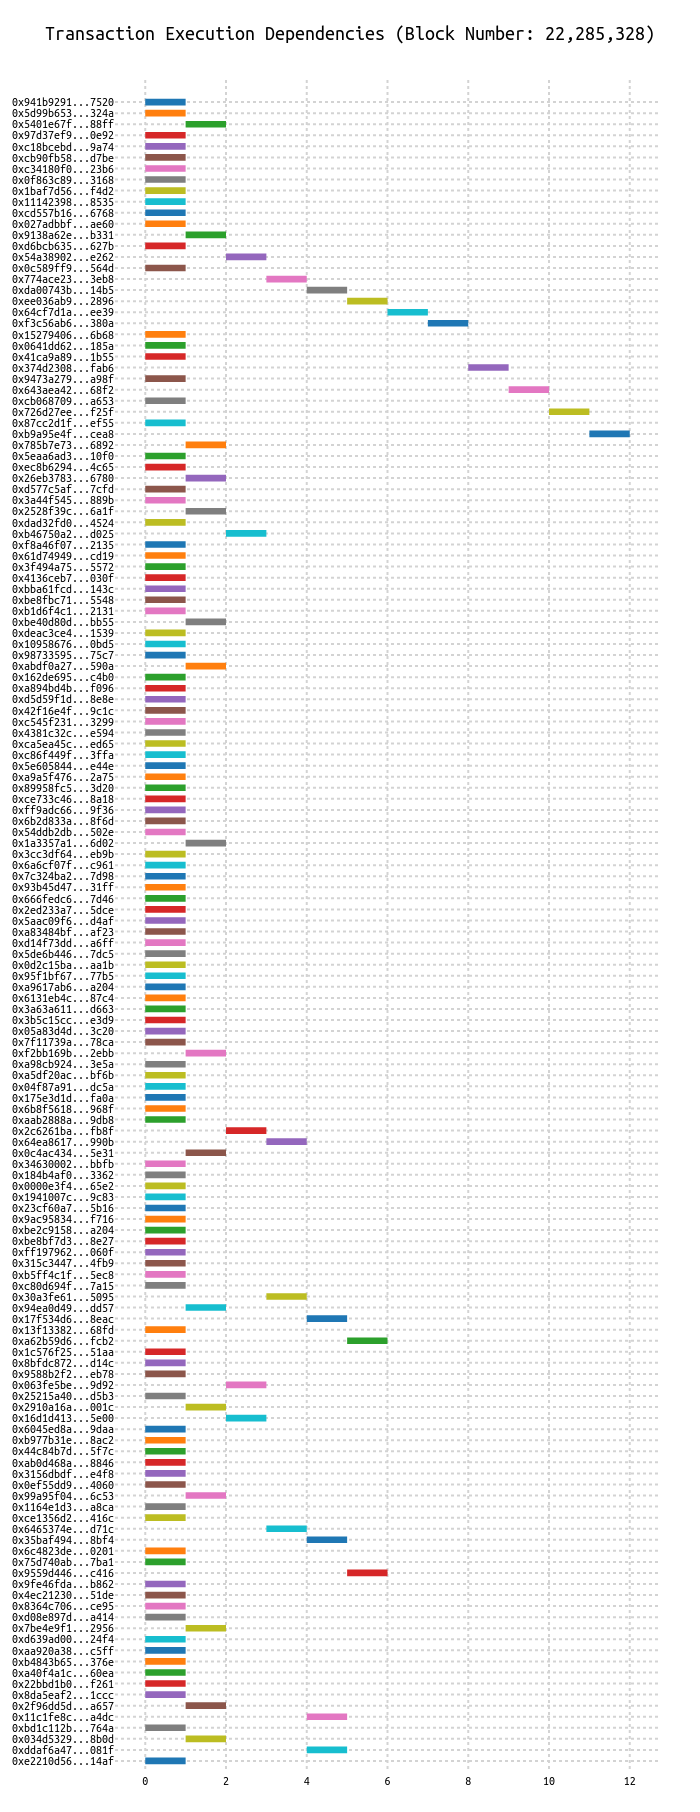 Transaction Execution Dependencies (Block Number: 22,285,328)
0x941b9291...7520
0x5d99b653...324a
0x5401e67f...88ff
0x97d37ef9...0e92
0xc18bcebd...9a74
0xcb90fb58...d7be
0xc34180f0...23b6
0x0f863c89...3168
0x1baf7d56...f4d2
0x11142398...8535
0xcd557b16...6768
0x027adbbf...ae60
0x9138a62e...b331
0xd6bcb635...627b
0x54a38902...e262
0x0c589ff9...564d
0x774ace23...3eb8
0xda00743b...14b5
0xee036ab9...2896
0x64cf7d1a...ee39
0xf3c56ab6...380a
0x15279406...6b68
0x0641dd62...185a
0x41ca9a89...1b55
0x374d2308...fab6
0x9473a279...a98f
0x643aea42...68f2
0xcb068709...a653
0x726d27ee...f25f
0x87cc2d1f...ef55
0xb9a95e4f...cea8
0x785b7e73...6892
0x5eaa6ad3...10f0
0xec8b6294...4c65
0x26eb3783...6780
0xd577c5af...7cfd
0x3a44f545...889b
0x2528f39c...6a1f
0xdad32fd0...4524
0xb46750a2...d025
0xf8a46f07...2135
0x61d74949...cd19
0x3f494a75...5572
0x4136ceb7...030f
0xbba61fcd...143c
0xbe8fbc71...5548
0xb1d6f4c1...2131
0xbe40d80d...bb55
0xdeac3ce4...1539
0x10958676...0bd5
0x98733595...75c7
0xabdf0a27...590a
0x162de695...c4b0
0xa894bd4b...f096
0xd5d59f1d...8e8e
0x42f16e4f...9c1c
0xc545f231...3299
0x4381c32c...e594
0xca5ea45c...ed65
0xc86f449f...3ffa
0x5e605844...e44e
0xa9a5f476...2a75
0x89958fc5...3d20
0xce733c46...8a18
0xff9adc66...9f36
0x6b2d833a...8f6d
0x54ddb2db...502e
0x1a3357a1...6d02
0x3cc3df64...eb9b
0x6a6cf07f...c961
0x7c324ba2...7d98
0x93b45d47...31ff
0x666fedc6...7d46
0x2ed233a7...5dce
0x5aac09f6...d4af
0xa83484bf...af23
0xd14f73dd...a6ff
0x5de6b446...7dc5
0x0d2c15ba...aa1b
0x95f1bf67...77b5
0xa9617ab6...a204
0x6131eb4c...87c4
0x3a63a611...d663
0x3b5c15cc...e3d9
0x05a83d4d...3c20
0x7f11739a...78ca
0xf2bb169b...2ebb
0xa98cb924...3e5a
0xa5df20ac...bf6b
0x04f87a91...dc5a
0x175e3d1d...fa0a
0x6b8f5618...968f
0xaab2888a...9db8
0x2c6261ba...fb8f
0x64ea8617...990b
0x0c4ac434...5e31
0x34630002...bbfb
0x184b4af0...3362
0x0000e3f4...65e2
0x1941007c...9c83
0x23cf60a7...5b16
0x9ac95834...f716
0xbe2c9158...a204
0xbe8bf7d3...8e27
0xff197962...060f
0x315c3447...4fb9
0xb5ff4c1f...5ec8
0xc80d694f...7a15
0x30a3fe61...5095
0x94ea0d49...dd57
0x17f534d6...8eac
0x13f13382...68fd
0xa62b59d6...fcb2
0x1c576f25...51aa
0x8bfdc872...d14c
0x9588b2f2...eb78
0x063fe5be...9d92
0x25215a40...d5b3
0x2910a16a...001c
0x16d1d413...5e00
0x6045ed8a...9daa
0xb977b31e...8ac2
0x44c84b7d...5f7c
0xab0d468a...8846
0x3156dbdf...e4f8
0x0ef55dd9...4060
0x99a95f04...6c53
0x1164e1d3...a8ca
0xce1356d2...416c
0x6465374e...d71c
0x35baf494...8bf4
0x6c4823de...0201
0x75d740ab...7ba1
0x9559d446...c416
0x9fe46fda...b862
0x4ec21230...51de
0x8364c706...ce95
0xd08e897d...a414
0x7be4e9f1...2956
0xd639ad00...24f4
0xaa920a38...c5ff
0xb4843b65...376e
0xa40f4a1c...60ea
0x22bbd1b0...f261
0x8da5eaf2...1ccc
0x2f96dd5d...a657
0x11c1fe8c...a4dc
0xbd1c112b...764a
0x034d5329...8b0d
0xddaf6a47...081f
0xe2210d56...14af
0 2 4 6 8 10 12